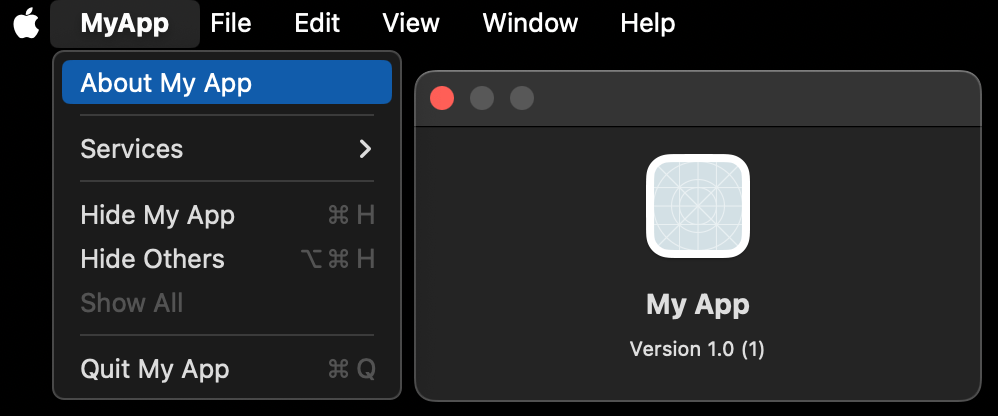 MyApp File Edit View Window Help
About My App
Services
Hide My App ⌘ H
Hide Others ⌥ ⌘ H
Show All
Quit My App ⌘ Q
My App
Version 1.0 (1)